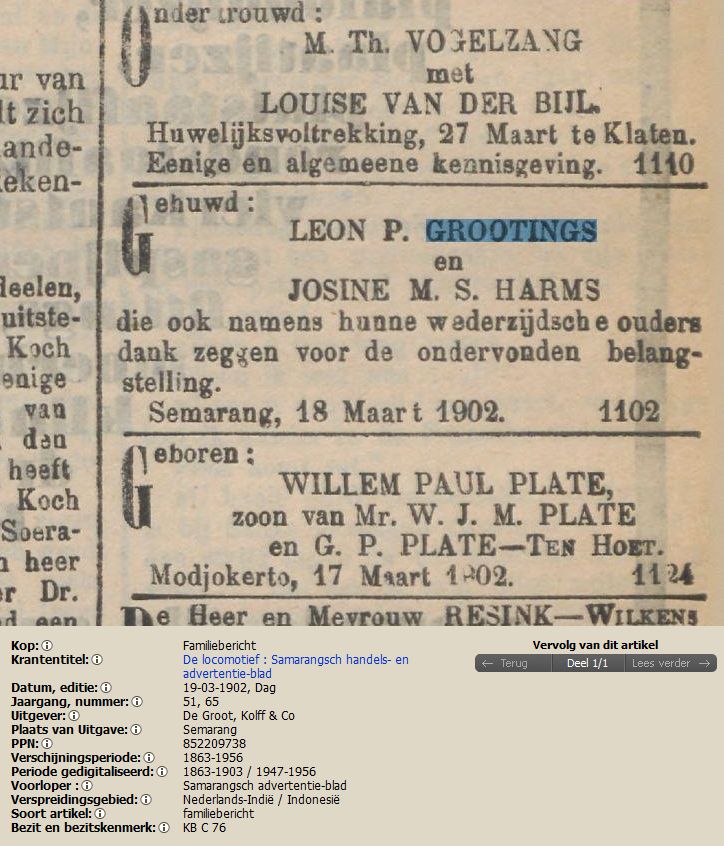 Ondertrouwd :
M. Th. VOGELZANG
met
LOUISE VAN DER BIJL.
Huwelijksvoltrekking, 27 Maart te Klaten.
Eenige en algemeene kennisgeving. 1110
Gehuwd :
LEON P. GROOTINGS
en
JOSINE M. S. HARMS
die ook namens hunne wederzijdsche ouders
dank zeggen voor de ondervonden belang-
stelling.
Semarang, 18 Maart 1902. 1102
Geboren :
WILLEM PAUL PLATE,
zoon van Mr. W. J. M. PLATE
en G. P. PLATE—TEN HOET.
Modjokerto, 17 Maart 1902. 1124
De Heer en Mevrouw RESINK—WILKENS
ur van
lt zich
ande-
eken-
deelen,
uitste-
Koch
enige
van
den
heeft
Koch
Soera-
n heer
er Dr.
d een
Kop:
Familiebericht
Krantentitel:
De locomotief : Samarangsch handels- en
advertentie-blad
Datum, editie:
19-03-1902, Dag
Jaargang, nummer:
51, 65
Uitgever:
De Groot, Kolff & Co
Plaats van Uitgave:
Semarang
PPN:
852209738
Verschijningsperiode:
1863-1956
Periode gedigitaliseerd:
1863-1903 / 1947-1956
Voorloper :
Samarangsch advertentie-blad
Verspreidingsgebied:
Nederlands-Indië / Indonesië
Soort artikel:
familiebericht
Bezit en bezitskenmerk:
KB C 76
Vervolg van dit artikel
← Terug Deel 1/1 Lees verder →